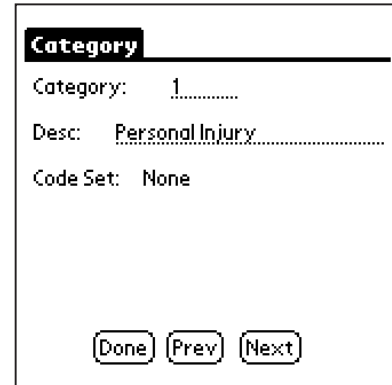 Category
Category: 1
Desc: Personal Injury
Code Set: None
Done Prev Next